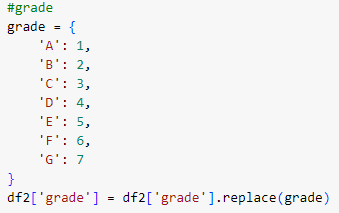 #grade
grade = {
    'A': 1,
    'B': 2,
    'C': 3,
    'D': 4,
    'E': 5,
    'F': 6,
    'G': 7
}
df2['grade'] = df2['grade'].replace(grade)